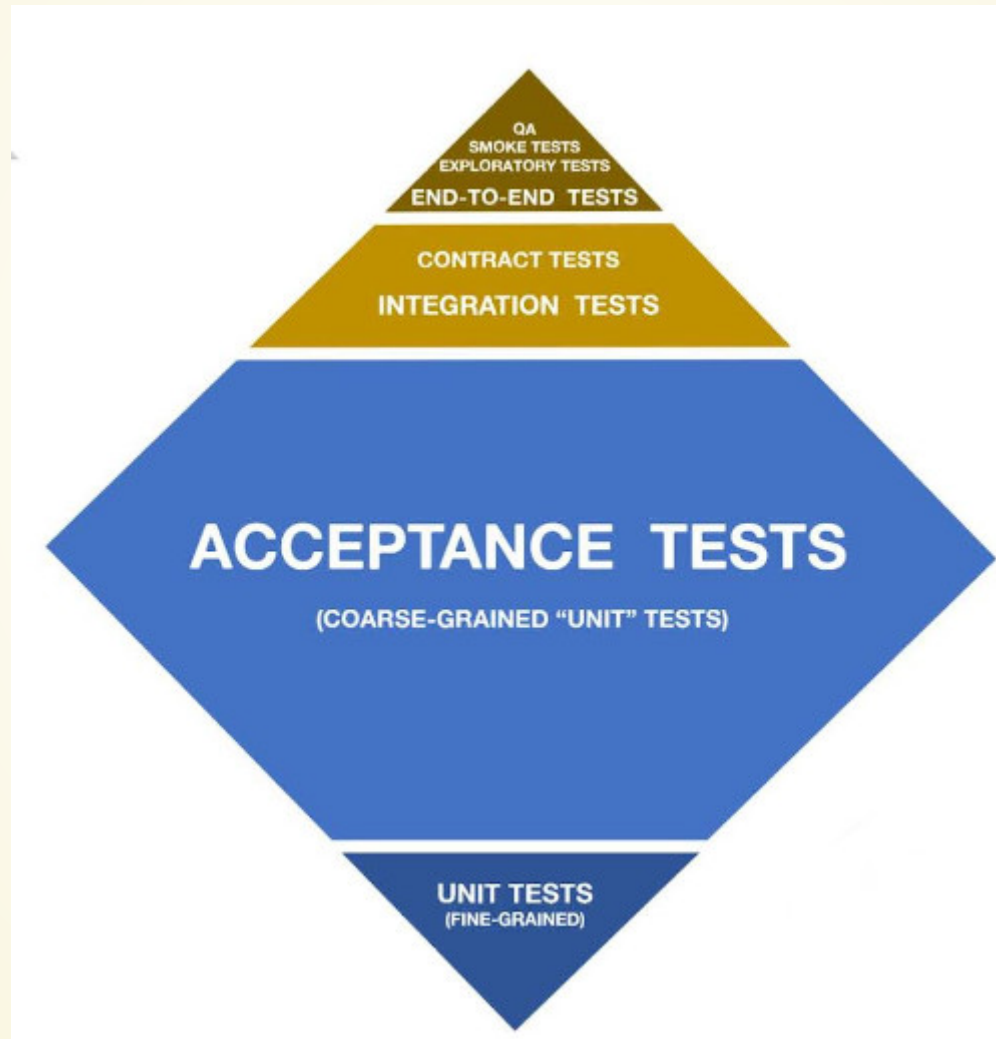 QA
SMOKE TESTS
EXPLORATORY TESTS
END-TO-END TESTS
CONTRACT TESTS
INTEGRATION TESTS
ACCEPTANCE TESTS
(COARSE-GRAINED “UNIT” TESTS)
UNIT TESTS
(FINE-GRAINED)